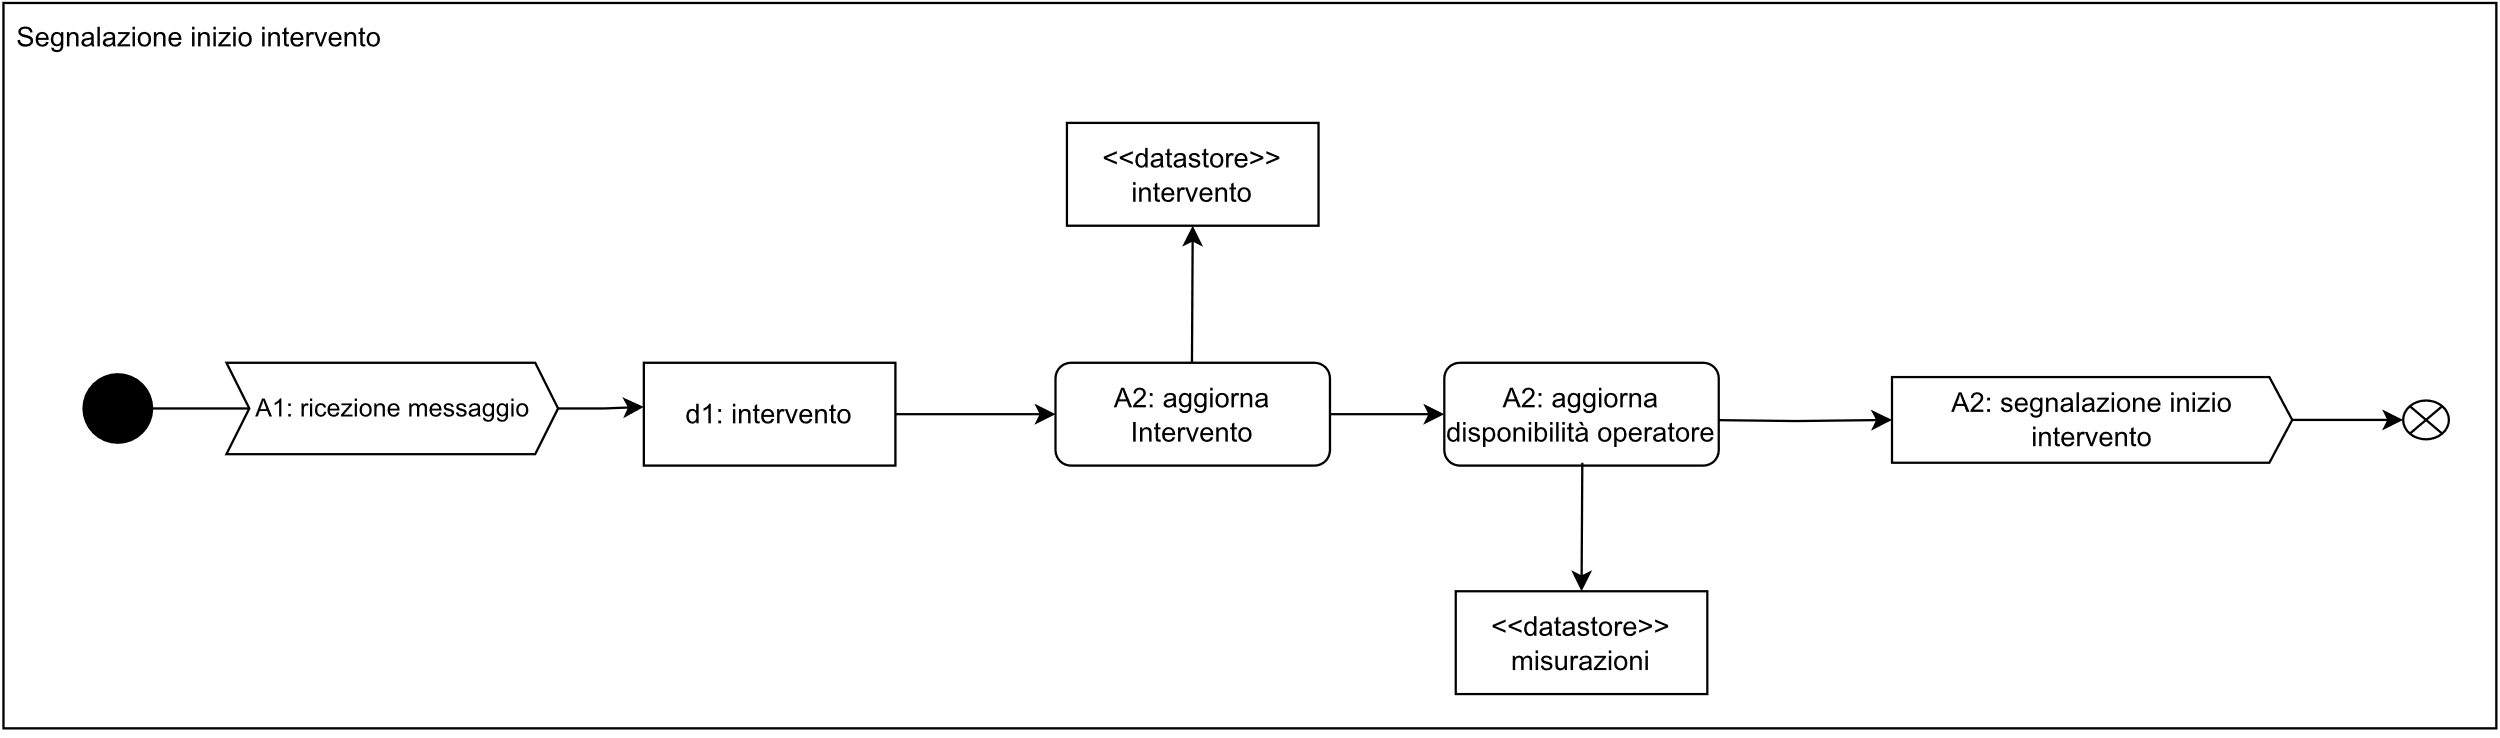 Segnalazione inizio intervento
<<datastore>>
intervento
A1: ricezione messaggio
d1: intervento
A2: aggiorna
Intervento
A2: aggiorna
disponibilità operatore
A2: segnalazione inizio
intervento
<<datastore>>
misurazioni